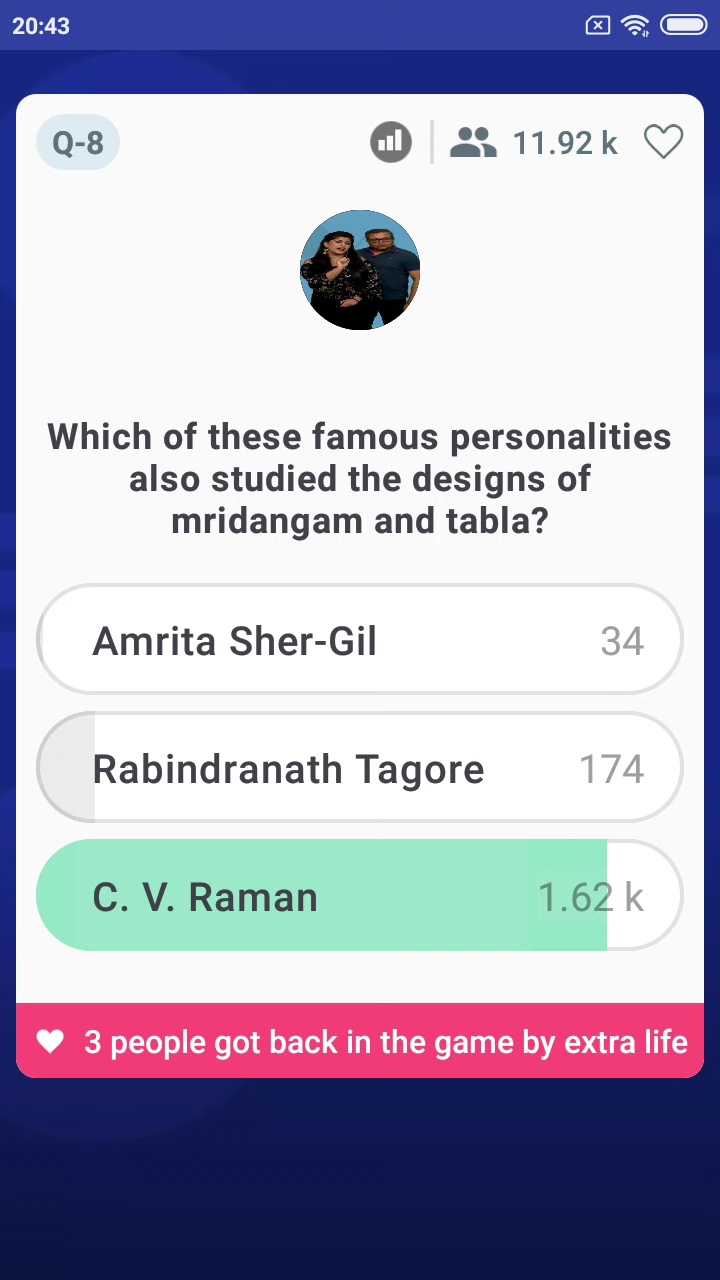 20:43
Q-8
11.92 k
Which of these famous personalities
also studied the designs of
mridangam and tabla?
Amrita Sher-Gil 34
Rabindranath Tagore 174
C. V. Raman 1.62 k
3 people got back in the game by extra life